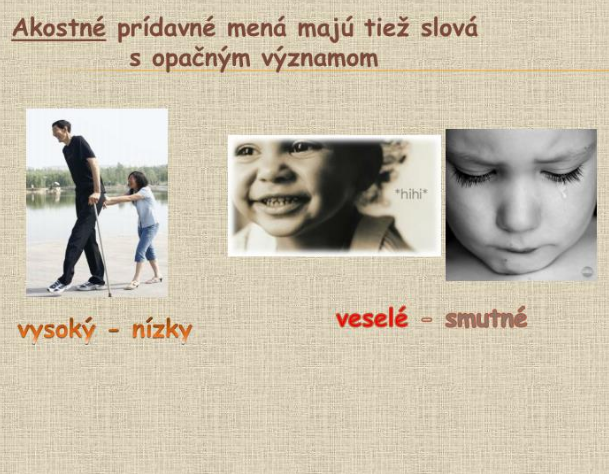 Akostné prídavné mená majú tiež slová
s opačným významom
*hihi*
vysoký - nízky
veselé - smutné